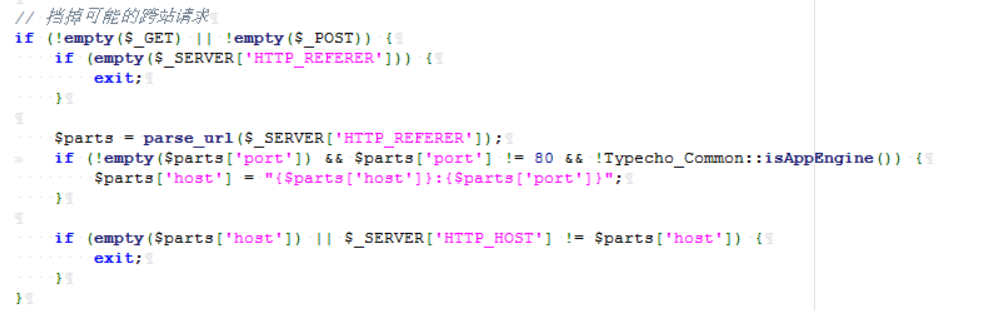 // 挡掉可能的跨站请求
if (!empty($_GET) || !empty($_POST)) {
    if (empty($_SERVER['HTTP_REFERER'])) {
        exit;
    }

    $parts = parse_url($_SERVER['HTTP_REFERER']);
    if (!empty($parts['port']) && $parts['port'] != 80 && !Typecho_Common::isAppEngine()) {
        $parts['host'] = "{$parts['host']}:{$parts['port']}";
    }

    if (empty($parts['host']) || $_SERVER['HTTP_HOST'] != $parts['host']) {
        exit;
    }
}